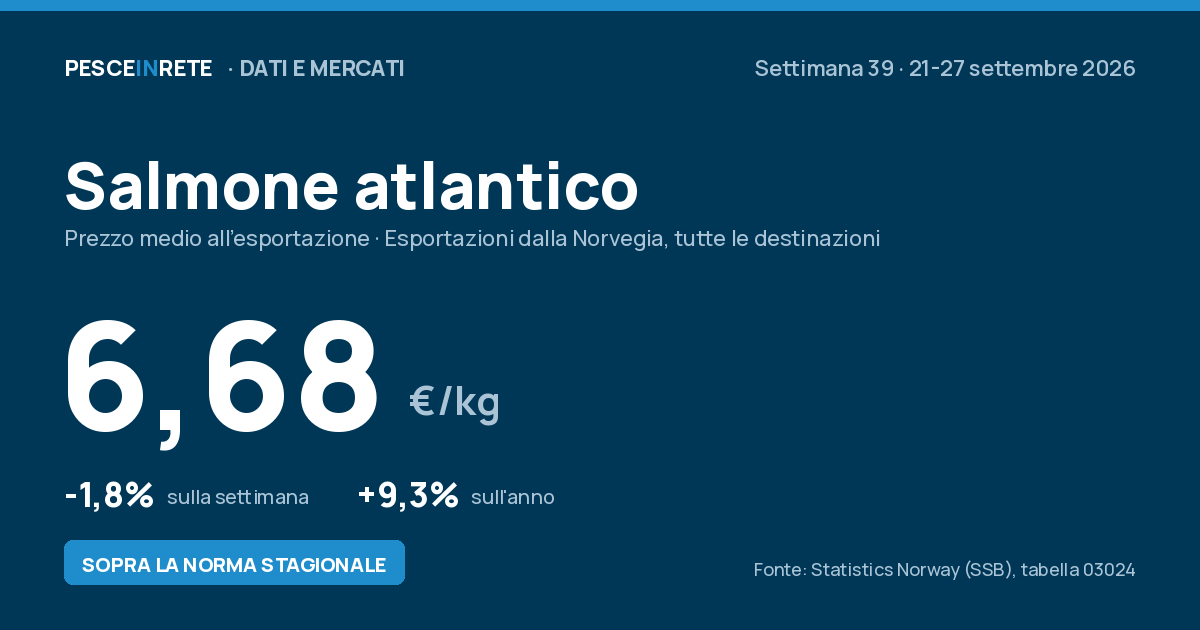 PESCEINRETE · DATI E MERCATI
Settimana 39 · 21-27 settembre 2026
Salmone atlantico
Prezzo medio all'esportazione · Esportazioni dalla Norvegia, tutte le destinazioni
6,68 €/kg
-1,8% sulla settimana +9,3% sull'anno
SOPRA LA NORMA STAGIONALE
Fonte: Statistics Norway (SSB), tabella 03024